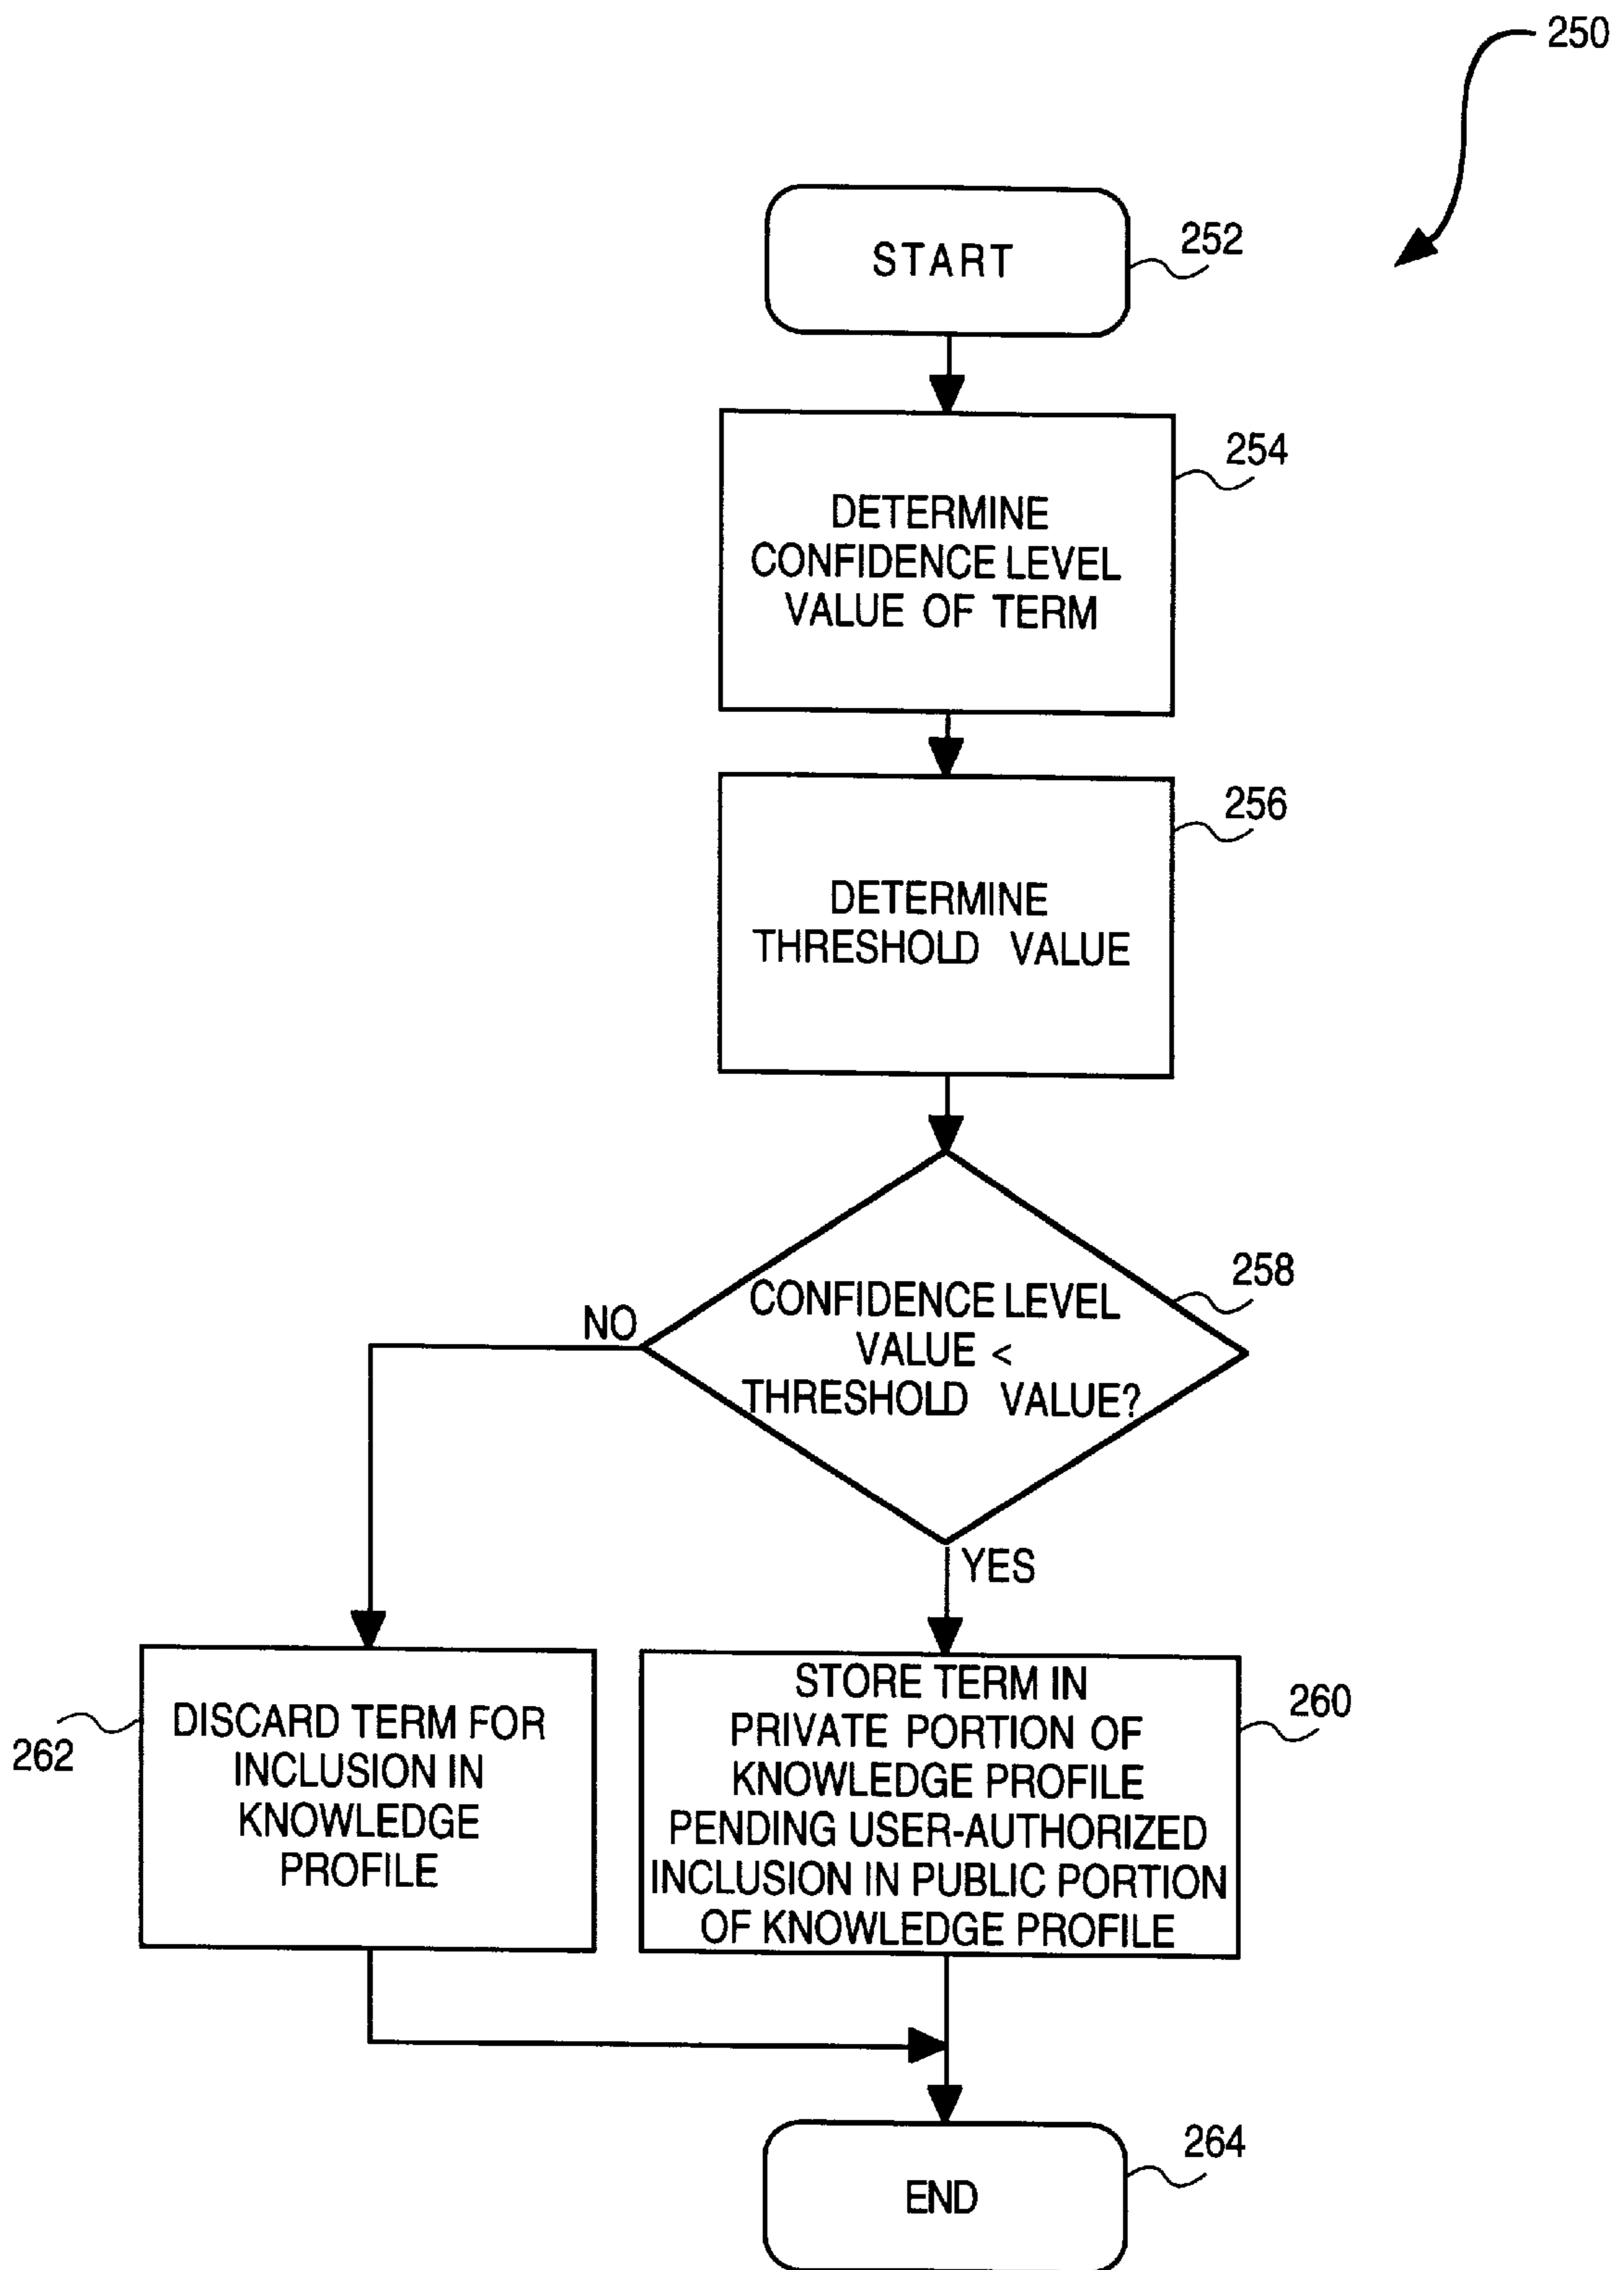 250
START
252
254
DETERMINE
CONFIDENCE LEVEL
VALUE OF TERM
256
DETERMINE
THRESHOLD VALUE
258
CONFIDENCE LEVEL
VALUE <
THRESHOLD VALUE?
NO
YES
262
DISCARD TERM FOR
INCLUSION IN
KNOWLEDGE
PROFILE
260
STORE TERM IN
PRIVATE PORTION OF
KNOWLEDGE PROFILE
PENDING USER-AUTHORIZED
INCLUSION IN PUBLIC PORTION
OF KNOWLEDGE PROFILE
264
END